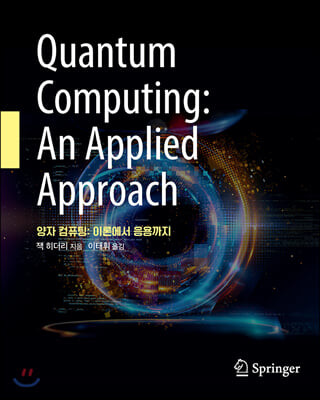 Quantum
Computing:
An Applied
Approach
양자 컴퓨팅: 이론에서 응용까지
잭 히더리 지음 이태휘 옮김
Springer